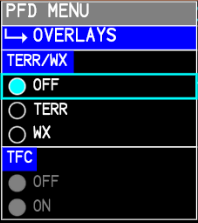 PFD MENU
OVERLAYS
TERR/WX
OFF
TERR
WX
TFC
OFF
ON